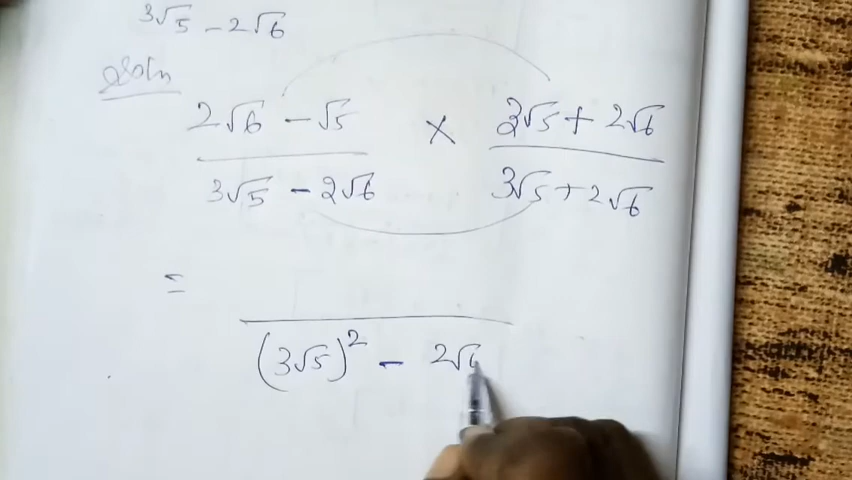 3√5 - 2√6
Soln
2√6 - √5 × 3√5 + 2√6
3√5 - 2√6 3√5 + 2√6
=
(3√5)² - 2√6